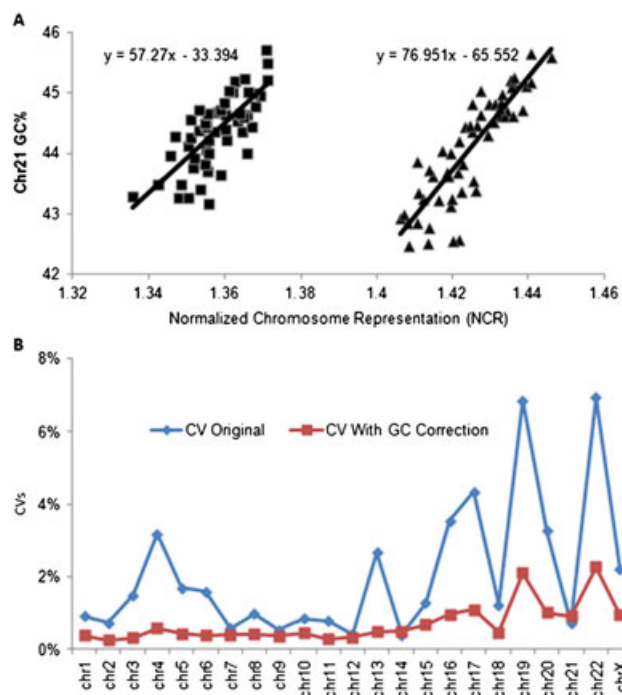 A
y = 57.27x - 33.394 y = 76.951x - 65.552
46
45
44
43
42
Chr21 GC%
1.32 1.34 1.36 1.38 1.4 1.42 1.44 1.46
Normalized Chromosome Representation (NCR)
B
8%
6%
4%
2%
0%
CVs
CV Original CV With GC Correction
chr1 chr2 chr3 chr4 chr5 chr6 chr7 chr8 chr9 chr10 chr11 chr12 chr13 chr14 chr15 chr16 chr17 chr18 chr19 chr20 chr21 chr22 chrX